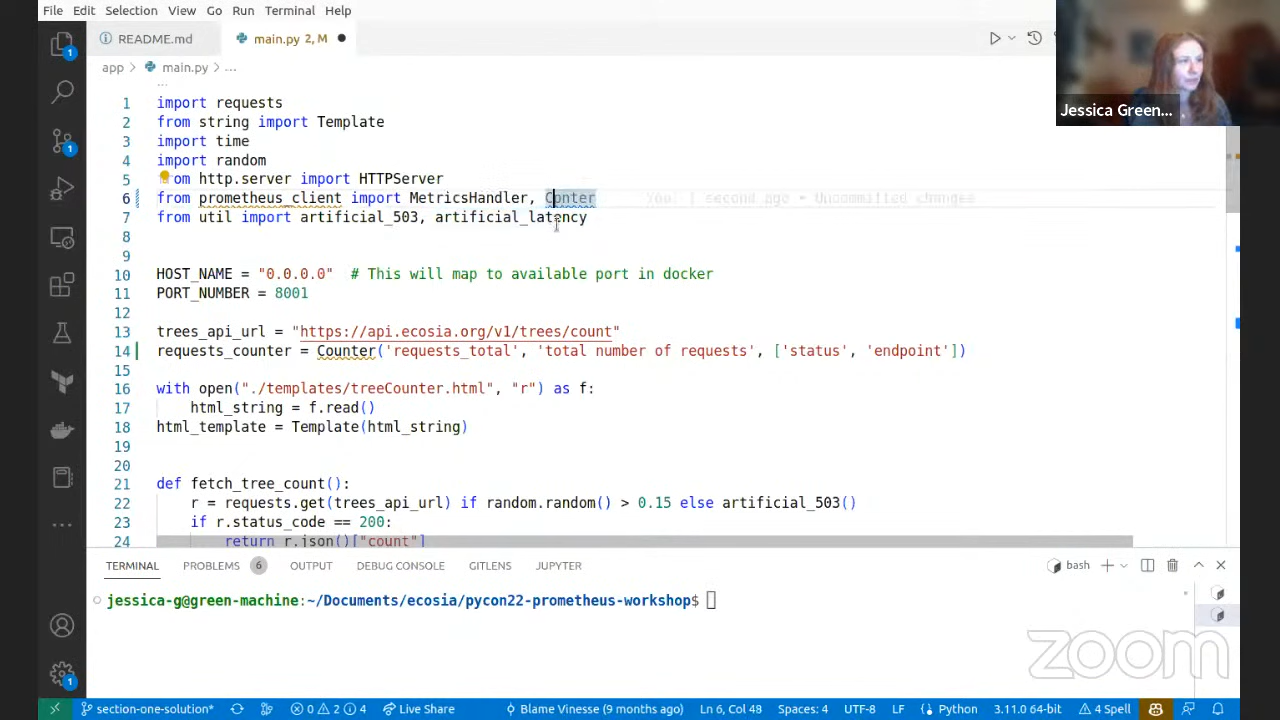 File Edit Selection View Go Run Terminal Help
README.md
main.py 2, M
app > main.py > ...
Jessica Green...
1 import requests
2 from string import Template
3 import time
4 import random
5 from http.server import HTTPServer
6 from prometheus_client import MetricsHandler, Conter You, 1 second ago • Uncommitted changes
7 from util import artificial_503, artificial_latency
8
9
10 HOST_NAME = "0.0.0.0" # This will map to available port in docker
11 PORT_NUMBER = 8001
12
13 trees_api_url = "https://api.ecosia.org/v1/trees/count"
14 requests_counter = Counter('requests_total', 'total number of requests', ['status', 'endpoint'])
15
16 with open("./templates/treeCounter.html", "r") as f:
17 html_string = f.read()
18 html_template = Template(html_string)
19
20
21 def fetch_tree_count():
22 r = requests.get(trees_api_url) if random.random() > 0.15 else artificial_503()
23 if r.status_code == 200:
24 return r.json()["count"]
TERMINAL PROBLEMS 6 OUTPUT DEBUG CONSOLE GITLENS JUPYTER bash
jessica-g@green-machine:~/Documents/ecosia/pycon22-prometheus-workshop$
zoom
section-one-solution* 0 2 4 Live Share Blame Vinesse (9 months ago) Ln 6, Col 48 Spaces: 4 UTF-8 LF Python 3.11.0 64-bit 4 Spell